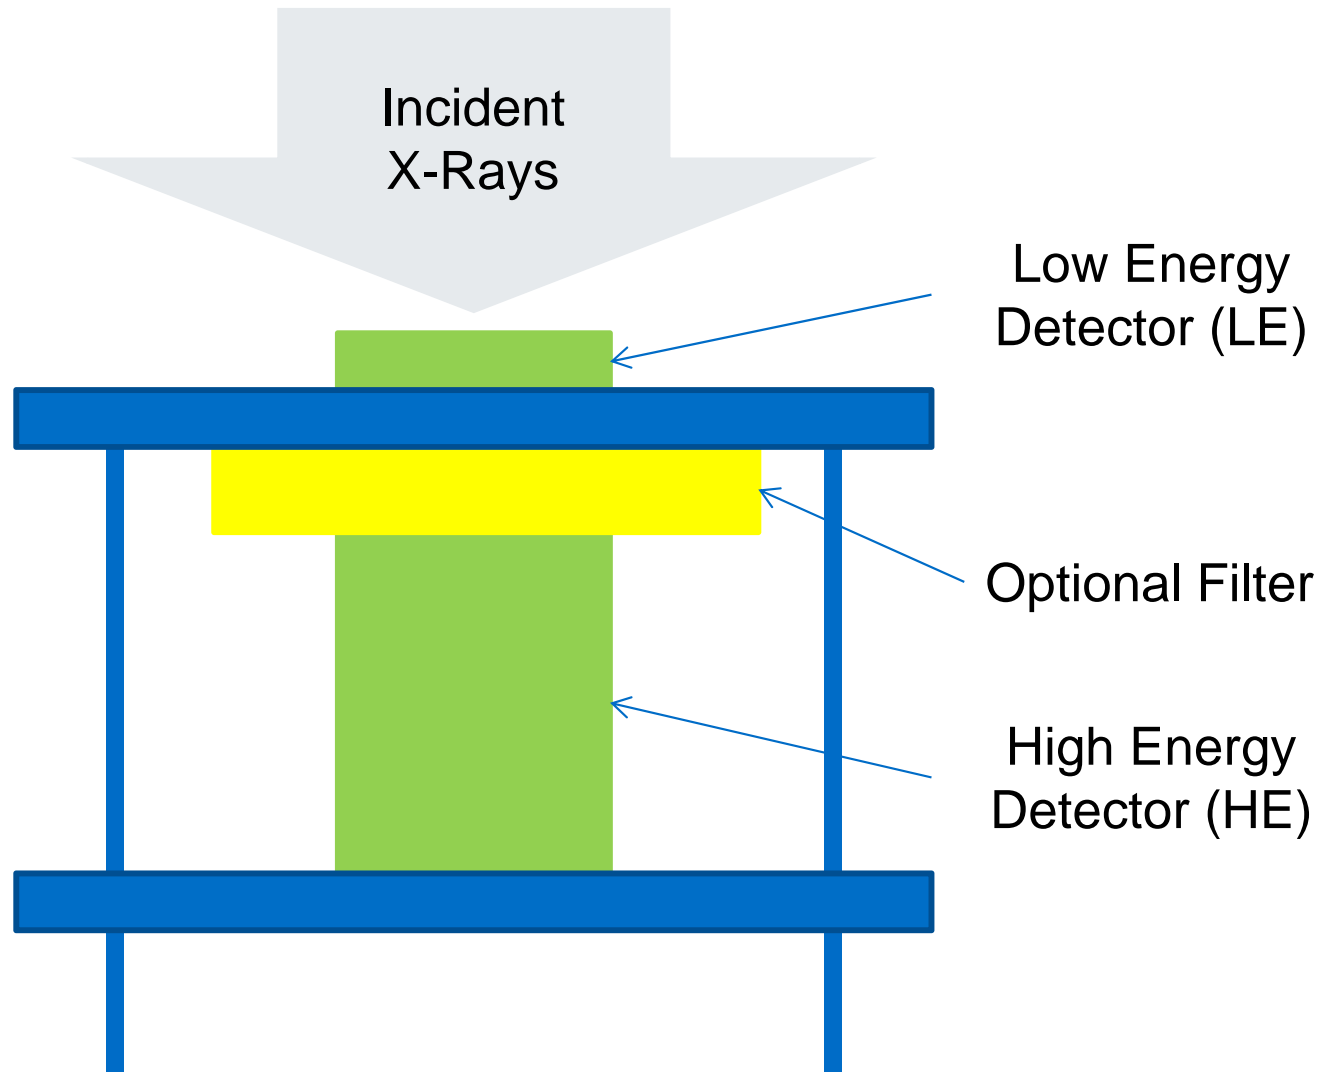 Incident
X-Rays
Low Energy
Detector (LE)
Optional Filter
High Energy
Detector (HE)